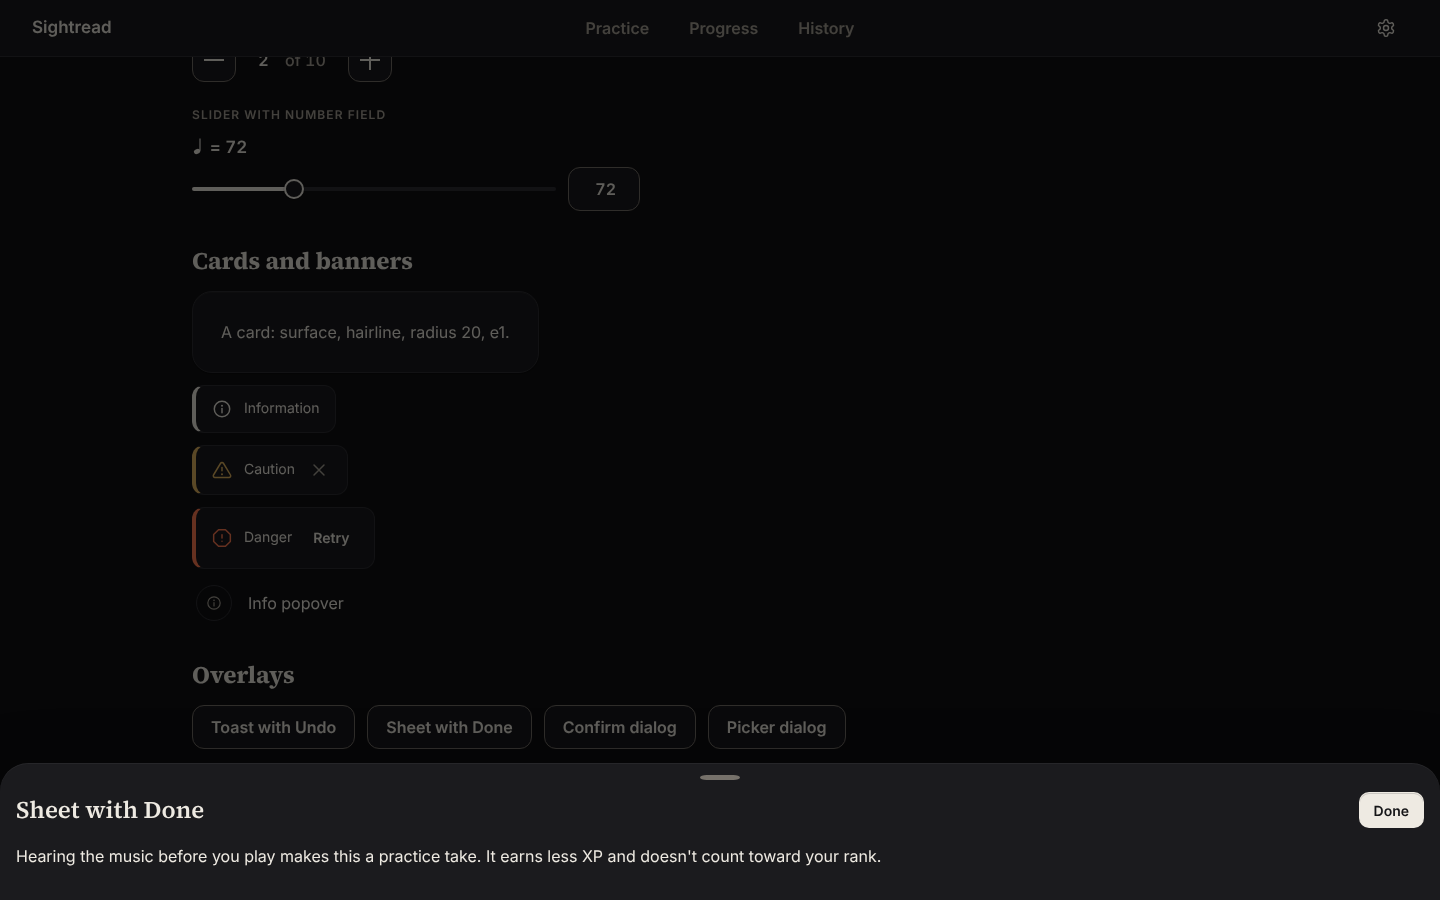 Sightread
Practice
Progress
History
2 of 10
SLIDER WITH NUMBER FIELD
♩ = 72
72
Cards and banners
A card: surface, hairline, radius 20, e1.
Information
Caution
Danger Retry
Info popover
Overlays
Toast with Undo
Sheet with Done
Confirm dialog
Picker dialog
Sheet with Done
Done
Hearing the music before you play makes this a practice take. It earns less XP and doesn't count toward your rank.